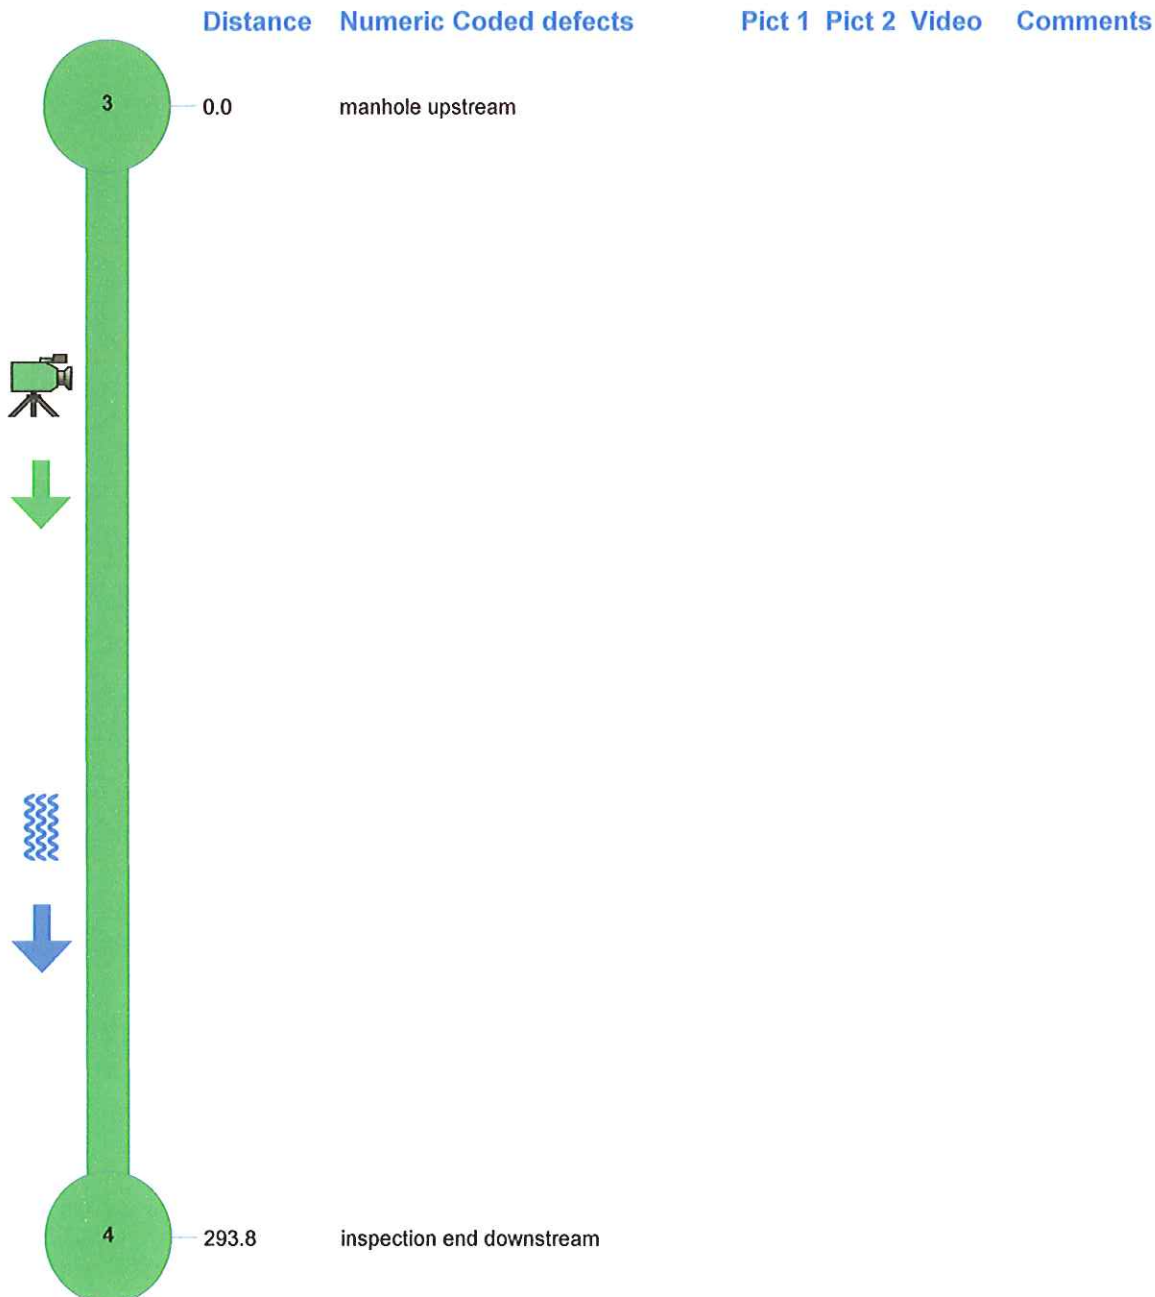 Distance Numeric Coded defects Pict 1 Pict 2 Video Comments
3 0.0 manhole upstream
4 293.8 inspection end downstream